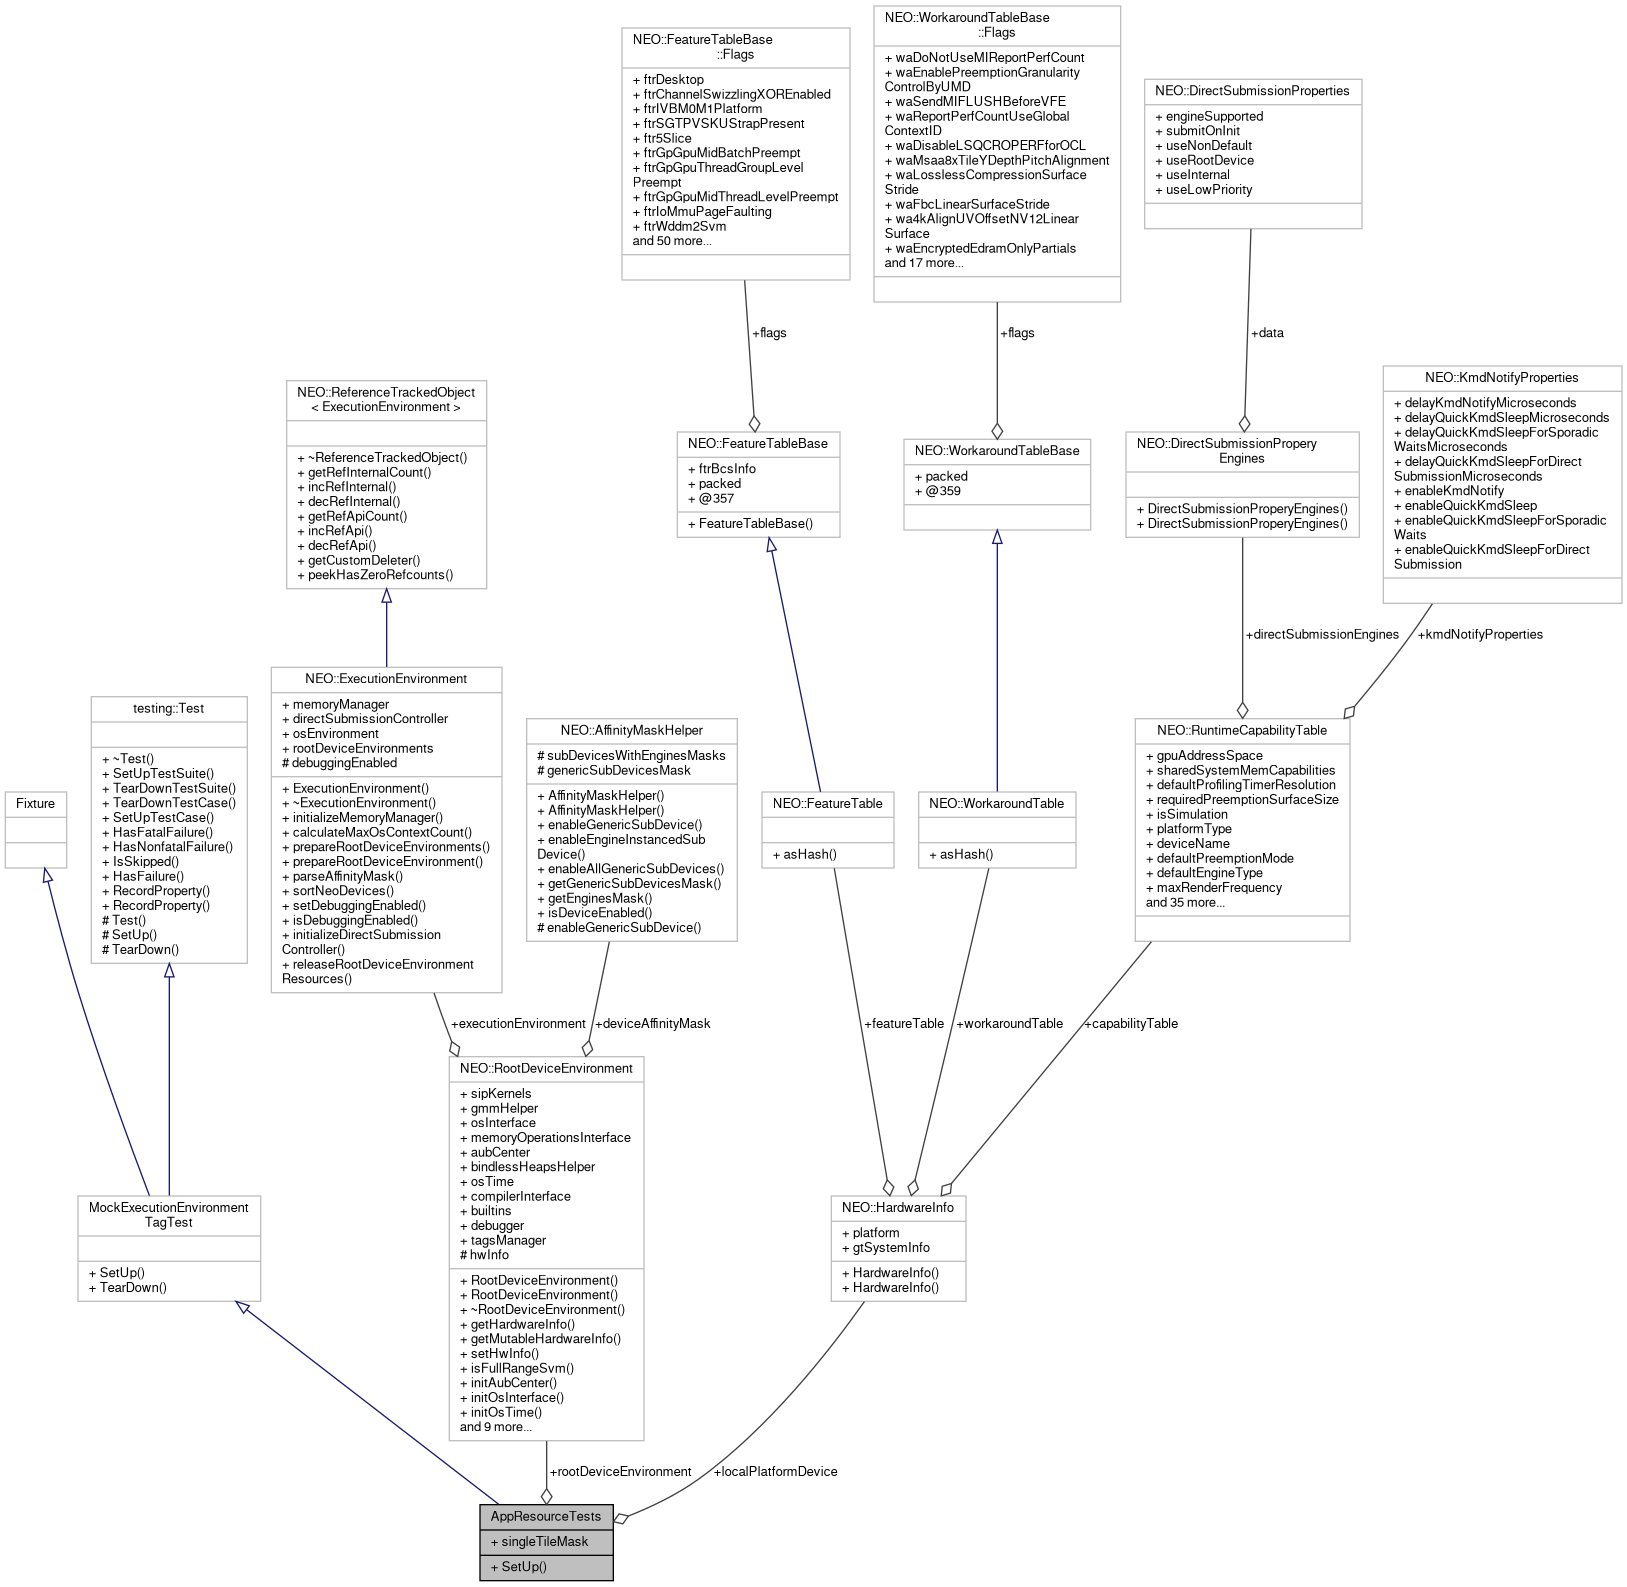 NEO::FeatureTableBase
::Flags
+ ftrDesktop
+ ftrChannelSwizzlingXOREnabled
+ ftrIVBM0M1Platform
+ ftrSGTPVSKUStrapPresent
+ ftr5Slice
+ ftrGpGpuMidBatchPreempt
+ ftrGpGpuThreadGroupLevel
Preempt
+ ftrGpGpuMidThreadLevelPreempt
+ ftrIoMmuPageFaulting
+ ftrWddm2Svm
and 50 more...
NEO::WorkaroundTableBase
::Flags
+ waDoNotUseMIReportPerfCount
+ waEnablePreemptionGranularity
ControlByUMD
+ waSendMIFLUSHBeforeVFE
+ waReportPerfCountUseGlobal
ContextID
+ waDisableLSQCROPERFforOCL
+ waMsaa8xTileYDepthPitchAlignment
+ waLosslessCompressionSurface
Stride
+ waFbcLinearSurfaceStride
+ wa4kAlignUVOffsetNV12Linear
Surface
+ waEncryptedEdramOnlyPartials
and 17 more...
NEO::DirectSubmissionProperties
+ engineSupported
+ submitOnInit
+ useNonDefault
+ useRootDevice
+ useInternal
+ useLowPriority
+flags
+flags
+data
NEO::ReferenceTrackedObject
< ExecutionEnvironment >
+ ~ReferenceTrackedObject()
+ getRefInternalCount()
+ incRefInternal()
+ decRefInternal()
+ getRefApiCount()
+ incRefApi()
+ decRefApi()
+ getCustomDeleter()
+ peekHasZeroRefcounts()
NEO::FeatureTableBase
+ ftrBcsInfo
+ packed
+ @357
+ FeatureTableBase()
NEO::WorkaroundTableBase
+ packed
+ @359
NEO::DirectSubmissionPropery
Engines
+ DirectSubmissionProperyEngines()
+ DirectSubmissionProperyEngines()
NEO::KmdNotifyProperties
+ delayKmdNotifyMicroseconds
+ delayQuickKmdSleepMicroseconds
+ delayQuickKmdSleepForSporadic
WaitsMicroseconds
+ delayQuickKmdSleepForDirect
SubmissionMicroseconds
+ enableKmdNotify
+ enableQuickKmdSleep
+ enableQuickKmdSleepForSporadic
Waits
+ enableQuickKmdSleepForDirect
Submission
+directSubmissionEngines
+kmdNotifyProperties
Fixture
testing::Test
+ ~Test()
+ SetUpTestSuite()
+ TearDownTestSuite()
+ TearDownTestCase()
+ SetUpTestCase()
+ HasFatalFailure()
+ HasNonfatalFailure()
+ IsSkipped()
+ HasFailure()
+ RecordProperty()
+ RecordProperty()
# Test()
# SetUp()
# TearDown()
NEO::ExecutionEnvironment
+ memoryManager
+ directSubmissionController
+ osEnvironment
+ rootDeviceEnvironments
# debuggingEnabled
+ ExecutionEnvironment()
+ ~ExecutionEnvironment()
+ initializeMemoryManager()
+ calculateMaxOsContextCount()
+ prepareRootDeviceEnvironments()
+ prepareRootDeviceEnvironment()
+ parseAffinityMask()
+ sortNeoDevices()
+ setDebuggingEnabled()
+ isDebuggingEnabled()
+ initializeDirectSubmission
Controller()
+ releaseRootDeviceEnvironment
Resources()
NEO::AffinityMaskHelper
# subDevicesWithEnginesMasks
# genericSubDevicesMask
+ AffinityMaskHelper()
+ AffinityMaskHelper()
+ enableGenericSubDevice()
+ enableEngineInstancedSub
Device()
+ enableAllGenericSubDevices()
+ getGenericSubDevicesMask()
+ getEnginesMask()
+ isDeviceEnabled()
# enableGenericSubDevice()
NEO::FeatureTable
+ asHash()
NEO::WorkaroundTable
+ asHash()
NEO::RuntimeCapabilityTable
+ gpuAddressSpace
+ sharedSystemMemCapabilities
+ defaultProfilingTimerResolution
+ requiredPreemptionSurfaceSize
+ isSimulation
+ platformType
+ deviceName
+ defaultPreemptionMode
+ defaultEngineType
+ maxRenderFrequency
and 35 more...
+executionEnvironment
+deviceAffinityMask
+featureTable
+workaroundTable
+capabilityTable
MockExecutionEnvironment
TagTest
+ SetUp()
+ TearDown()
NEO::RootDeviceEnvironment
+ sipKernels
+ gmmHelper
+ osInterface
+ memoryOperationsInterface
+ aubCenter
+ bindlessHeapsHelper
+ osTime
+ compilerInterface
+ builtins
+ debugger
+ tagsManager
# hwInfo
+ RootDeviceEnvironment()
+ RootDeviceEnvironment()
+ ~RootDeviceEnvironment()
+ getHardwareInfo()
+ getMutableHardwareInfo()
+ setHwInfo()
+ isFullRangeSvm()
+ initAubCenter()
+ initOsInterface()
+ initOsTime()
and 9 more...
NEO::HardwareInfo
+ platform
+ gtSystemInfo
+ HardwareInfo()
+ HardwareInfo()
+rootDeviceEnvironment
+localPlatformDevice
AppResourceTests
+ singleTileMask
+ SetUp()